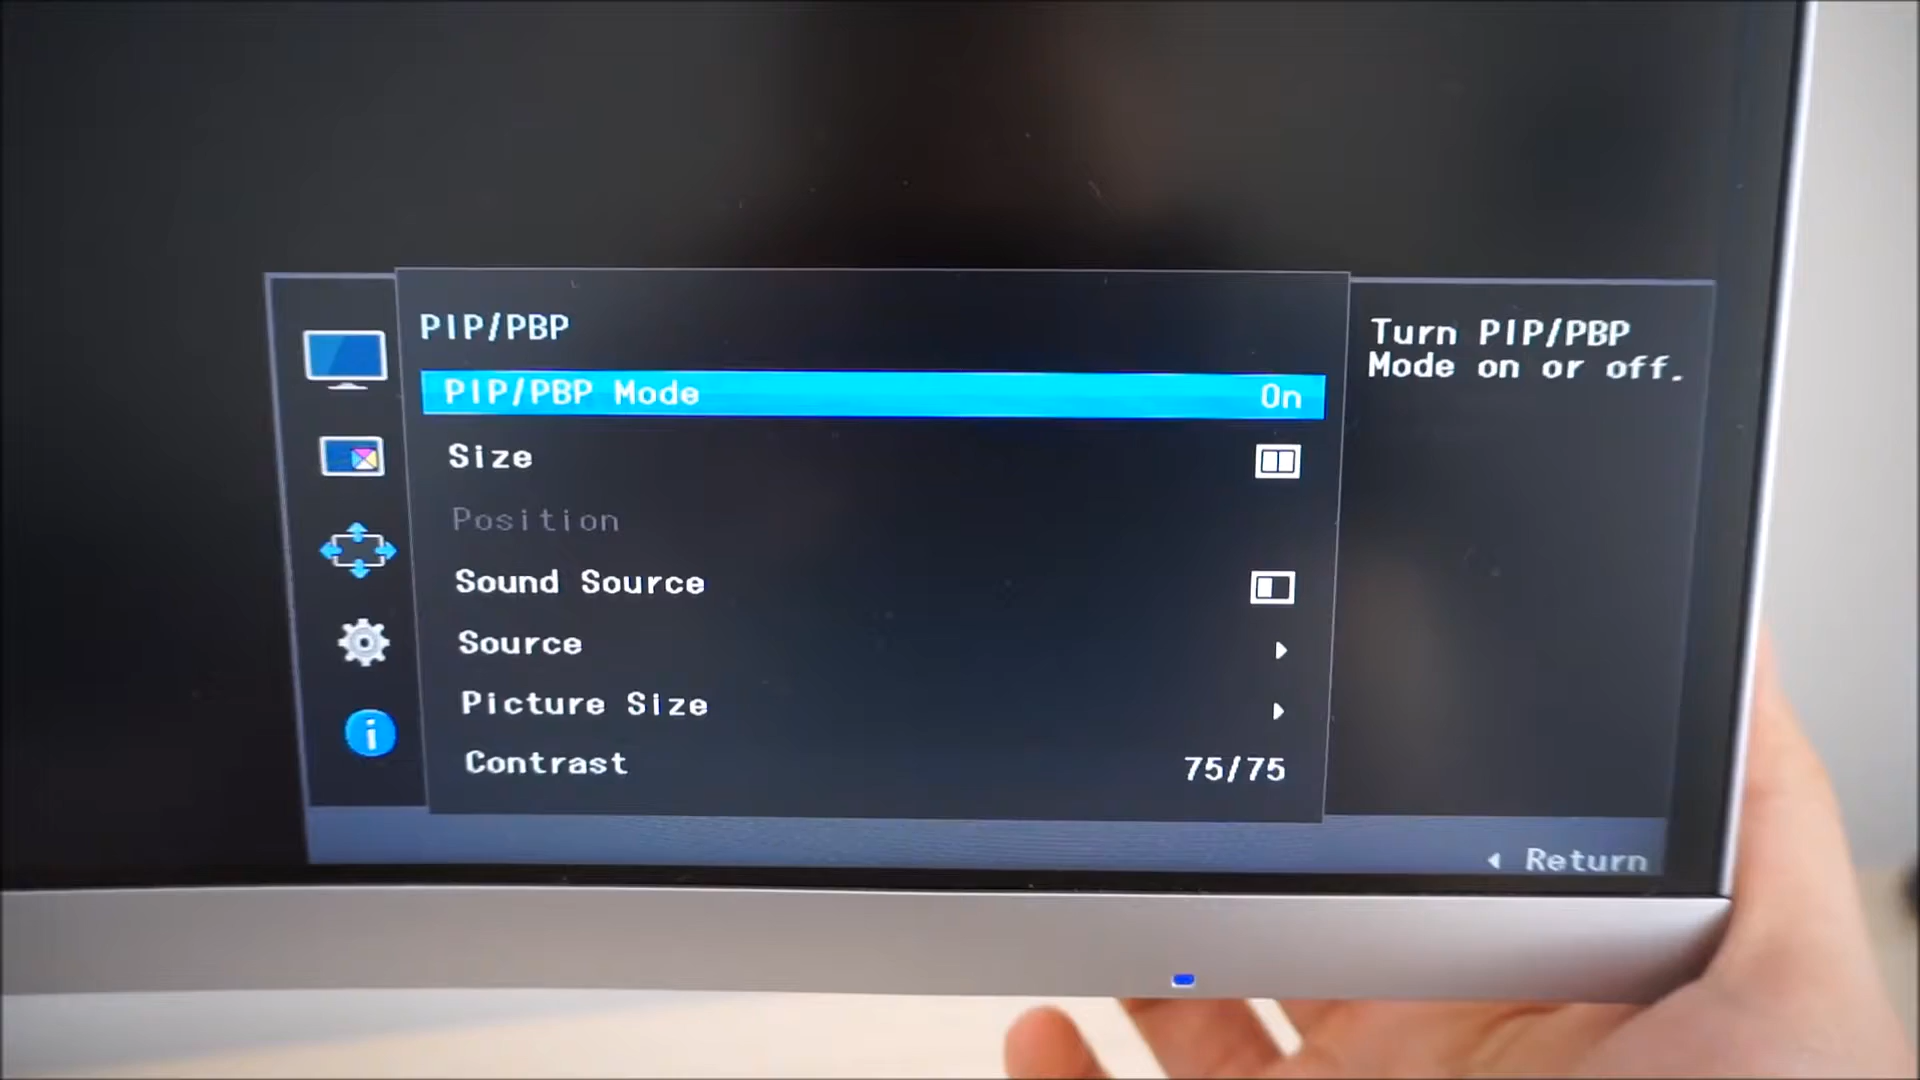 PIP/PBP
PIP/PBP Mode On
Size
Position
Sound Source
Source
Picture Size
Contrast 75/75
Turn PIP/PBP
Mode on or off.
Return